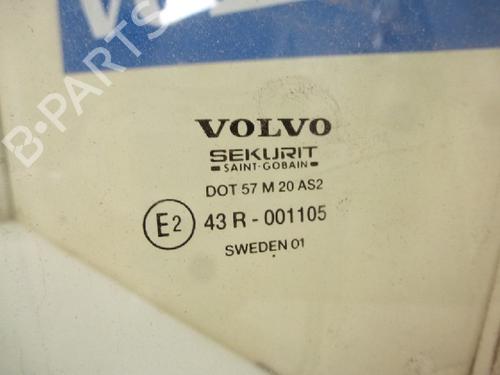 B-PARTS
VOLVO
SEKURIT
SAINT-GOBAIN
DOT 57 M 20 AS2
E2 43 R - 001105
SWEDEN 01